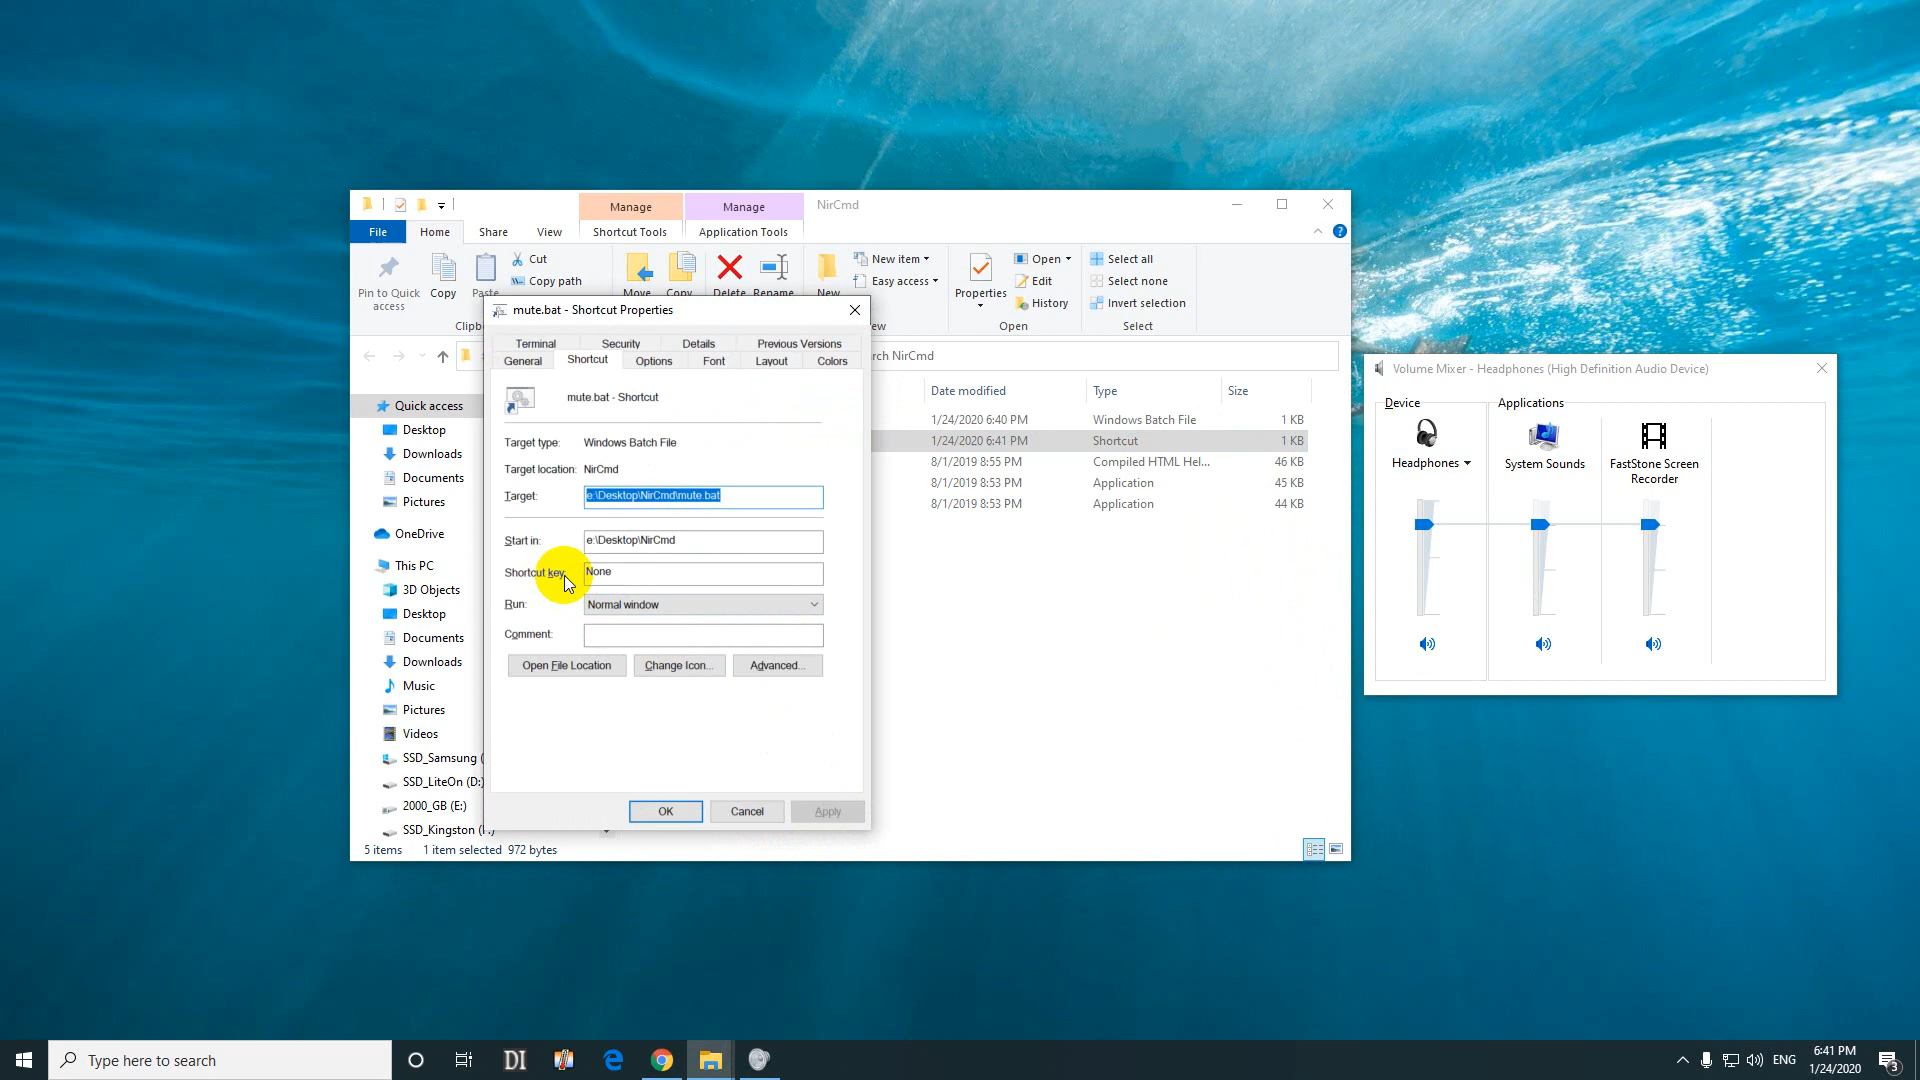 Manage
Manage
NirCmd
File
Home
Share
View
Shortcut Tools
Application Tools
Pin to Quick access
Copy
Paste
Cut
Copy path
Move
Copy
Delete
Rename
New
New item
Easy access
Properties
Open
Edit
History
Select all
Select none
Invert selection
Open
Select
mute.bat - Shortcut Properties
Terminal
Security
Details
Previous Versions
General
Shortcut
Options
Font
Layout
Colors
mute.bat - Shortcut
Target type: Windows Batch File
Target location: NirCmd
Target: e:\Desktop\NirCmd\mute.bat
Start in: e:\Desktop\NirCmd
Shortcut key: None
Run: Normal window
Comment:
Open File Location
Change Icon...
Advanced...
OK
Cancel
Apply
NirCmd
Date modified
Type
Size
1/24/2020 6:40 PM Windows Batch File 1 KB
1/24/2020 6:41 PM Shortcut 1 KB
8/1/2019 8:55 PM Compiled HTML Hel... 46 KB
8/1/2019 8:53 PM Application 45 KB
8/1/2019 8:53 PM Application 44 KB
Quick access
Desktop
Downloads
Documents
Pictures
OneDrive
This PC
3D Objects
Desktop
Documents
Downloads
Music
Pictures
Videos
SSD_Samsung (
SSD_LiteOn (D:)
2000_GB (E:)
SSD_Kingston
5 items
1 item selected 972 bytes
Volume Mixer - Headphones (High Definition Audio Device)
Device
Applications
Headphones
System Sounds
FastStone Screen Recorder
Type here to search
DI
ENG
6:41 PM
1/24/2020
3